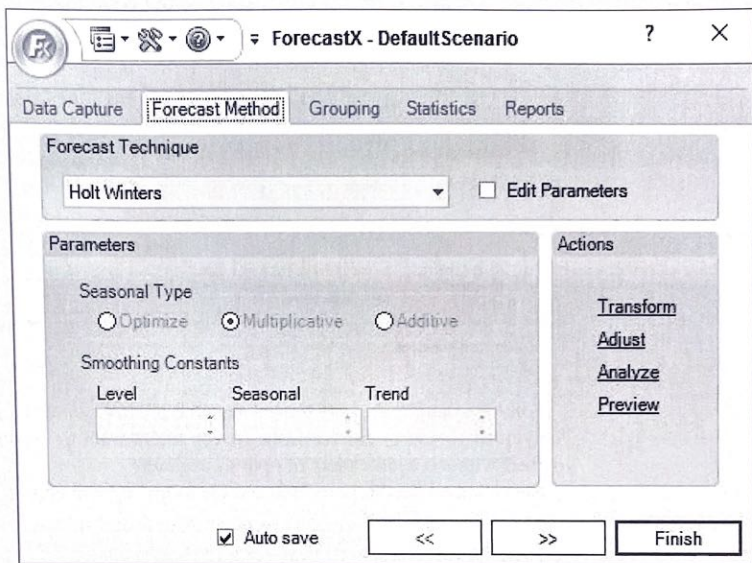 ForecastX - DefaultScenario ? ×
Data Capture Forecast Method Grouping Statistics Reports
Forecast Technique
Holt Winters Edit Parameters
Parameters
Seasonal Type
Optimize Multiplicative Additive
Smoothing Constants
Level Seasonal Trend
Actions
Transform
Adjust
Analyze
Preview
Auto save << >> Finish